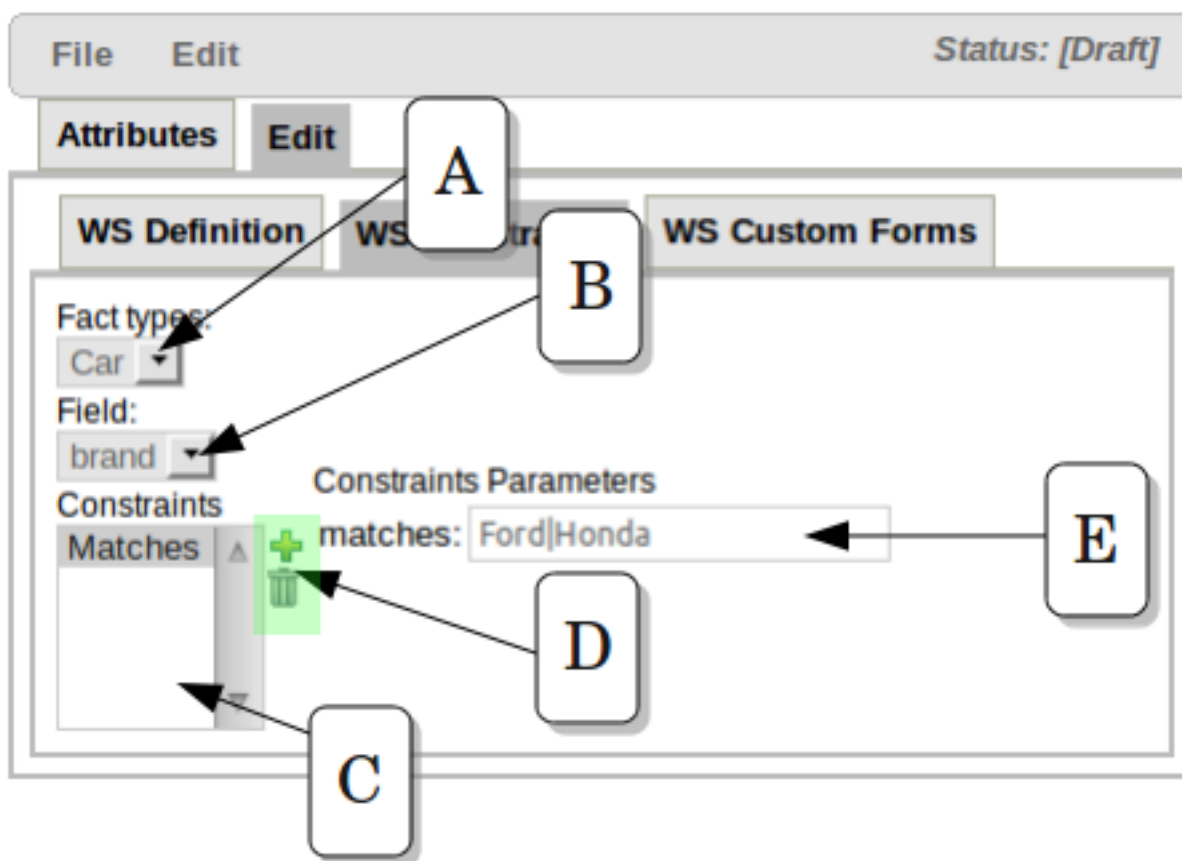 File Edit Status: [Draft]
Attributes Edit
A
WS Definition WS WS Custom Forms
B
Fact types:
Car
Field:
brand
Constraints Parameters
Constraints
Matches matches: Ford|Honda
E
D
C